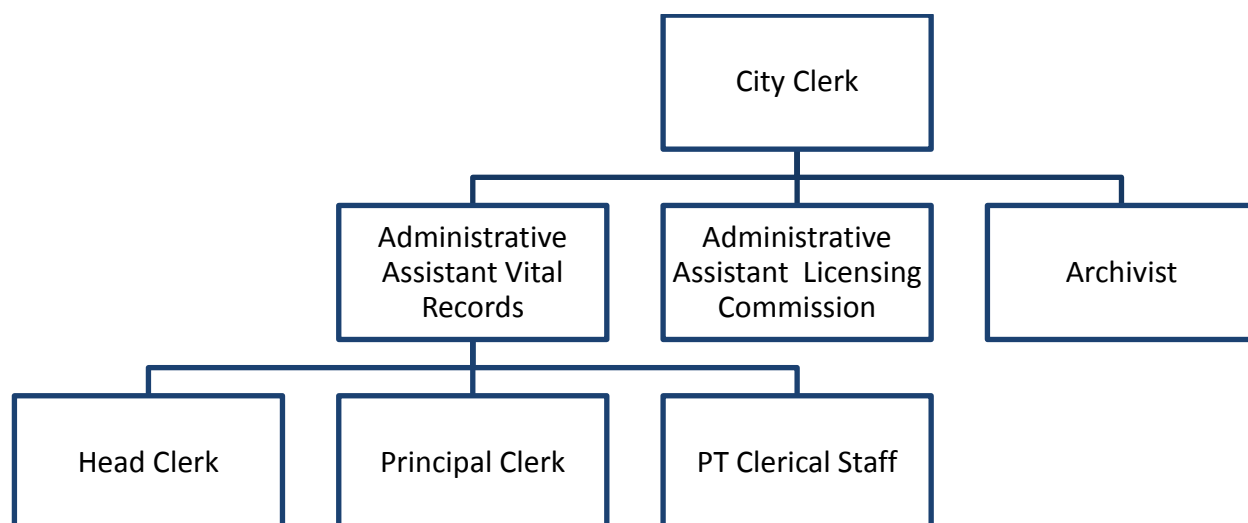 City Clerk
Administrative
Assistant Vital
Records
Administrative
Assistant  Licensing
Commission
Archivist
Head Clerk
Principal Clerk
PT Clerical Staff